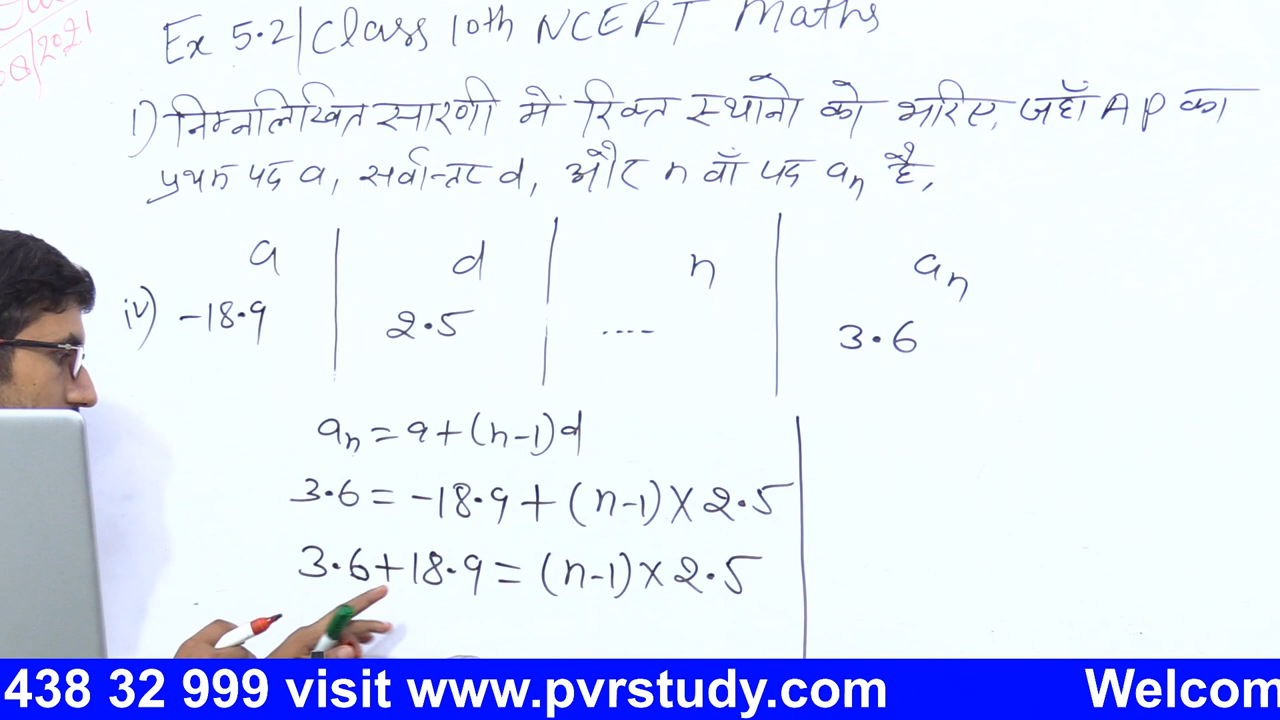 08/2021
Ex 5.2/ Class 10th NCERT Maths
1) निम्नलिखित सारणी में रिक्त स्थानो को भरिए, जहाँ AP का
प्रथम पद a, सर्वान्तर d, और n वाँ पद an है,
a d n an
iv) -18.9 2.5 .... 3.6
an = a+(n-1)d
3.6 = -18.9 + (n-1) X 2.5
3.6+18.9 = (n-1) X 2.5
438 32 999 visit www.pvrstudy.com Welcom